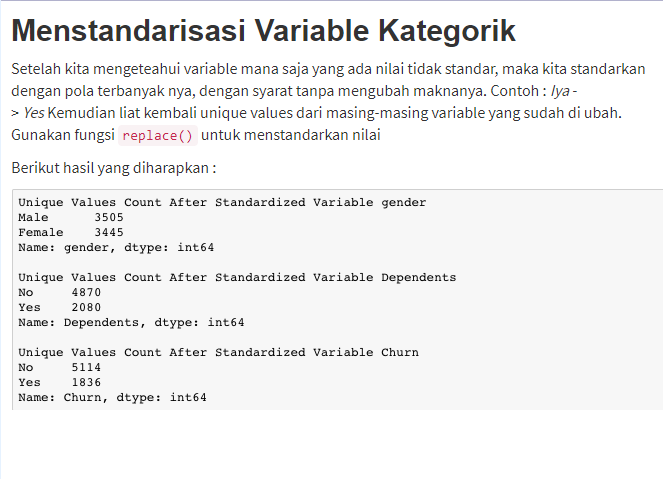 Menstandarisasi Variable Kategorik
Setelah kita mengeteahui variable mana saja yang ada nilai tidak standar, maka kita standarkan
dengan pola terbanyak nya, dengan syarat tanpa mengubah maknanya. Contoh : Iya -
> Yes Kemudian liat kembali unique values dari masing-masing variable yang sudah di ubah.
Gunakan fungsi replace() untuk menstandarkan nilai
Berikut hasil yang diharapkan :
Unique Values Count After Standardized Variable gender
Male      3505
Female    3445
Name: gender, dtype: int64
Unique Values Count After Standardized Variable Dependents
No     4870
Yes    2080
Name: Dependents, dtype: int64
Unique Values Count After Standardized Variable Churn
No     5114
Yes    1836
Name: Churn, dtype: int64